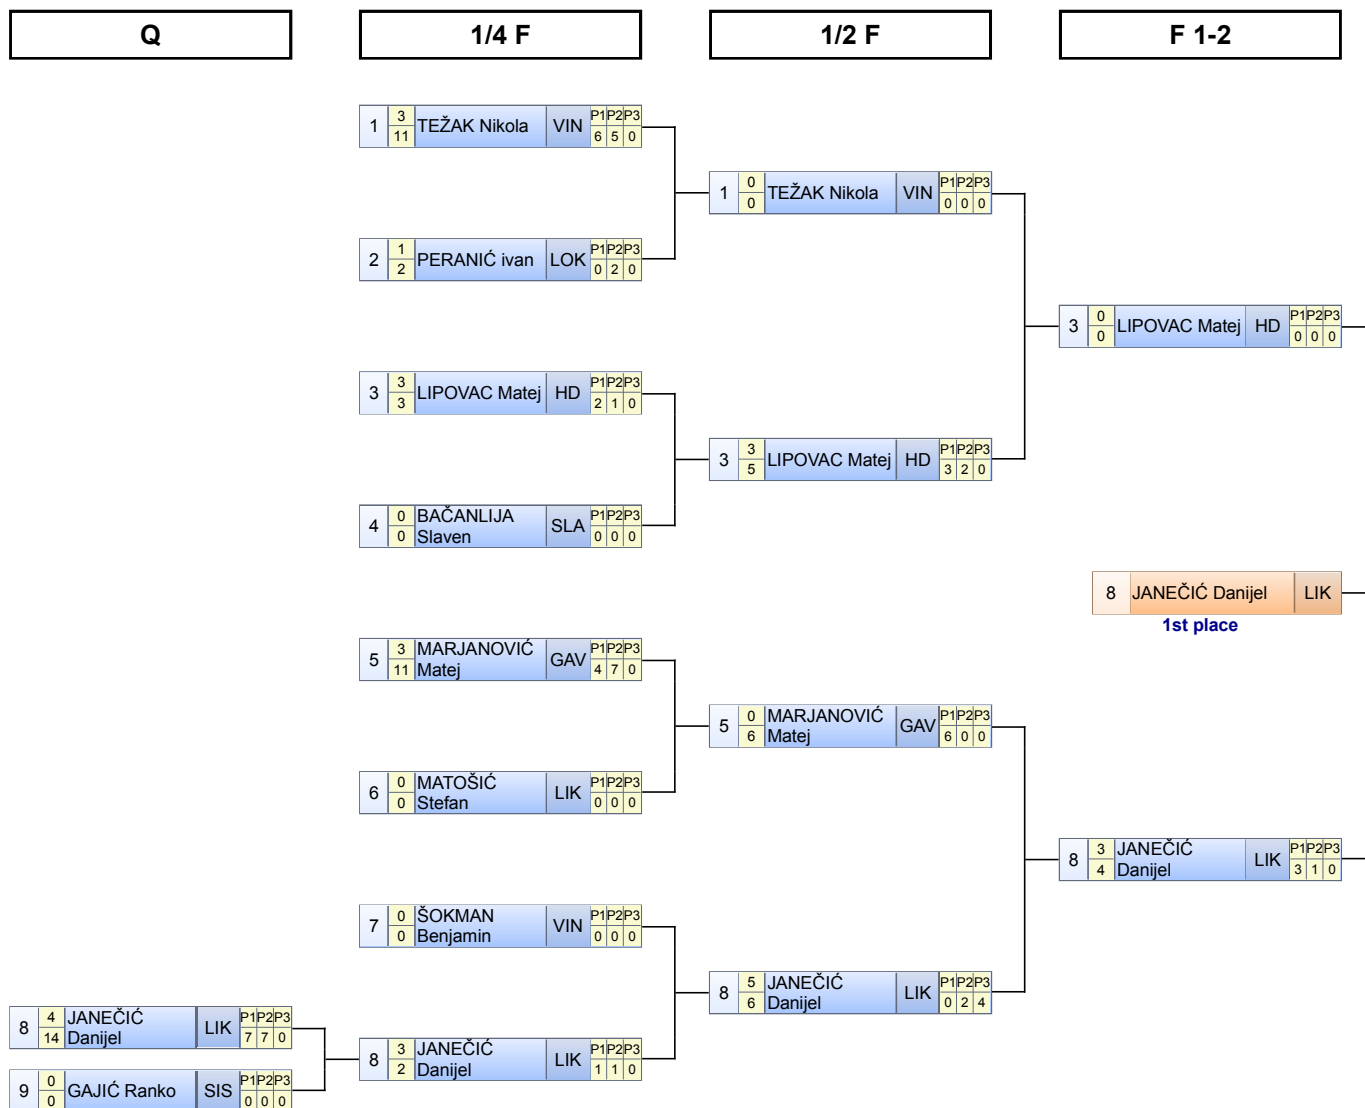 Q
1/4 F
1/2 F
F 1-2
1 3 TEŽAK Nikola VIN P1 P2 P3
11 6 5 0
2 1 PERANIĆ ivan LOK P1 P2 P3
2 0 2 0
3 3 LIPOVAC Matej HD P1 P2 P3
3 2 1 0
4 0 BAČANLIJA SLA P1 P2 P3
0 Slaven 0 0 0
5 3 MARJANOVIĆ GAV P1 P2 P3
11 Matej 4 7 0
6 0 MATOŠIĆ LIK P1 P2 P3
0 Stefan 0 0 0
7 0 ŠOKMAN VIN P1 P2 P3
0 Benjamin 0 0 0
8 4 JANEČIĆ LIK P1 P2 P3
14 Danijel 7 7 0
9 0 GAJIĆ Ranko SIS P1 P2 P3
0 0 0 0
8 3 JANEČIĆ LIK P1 P2 P3
2 Danijel 1 1 0
1 0 TEŽAK Nikola VIN P1 P2 P3
0 0 0 0
3 3 LIPOVAC Matej HD P1 P2 P3
5 3 2 0
5 0 MARJANOVIĆ GAV P1 P2 P3
6 Matej 6 0 0
8 5 JANEČIĆ LIK P1 P2 P3
6 Danijel 0 2 4
3 0 LIPOVAC Matej HD P1 P2 P3
0 0 0 0
8 JANEČIĆ Danijel LIK
1st place
8 3 JANEČIĆ LIK P1 P2 P3
4 Danijel 3 1 0